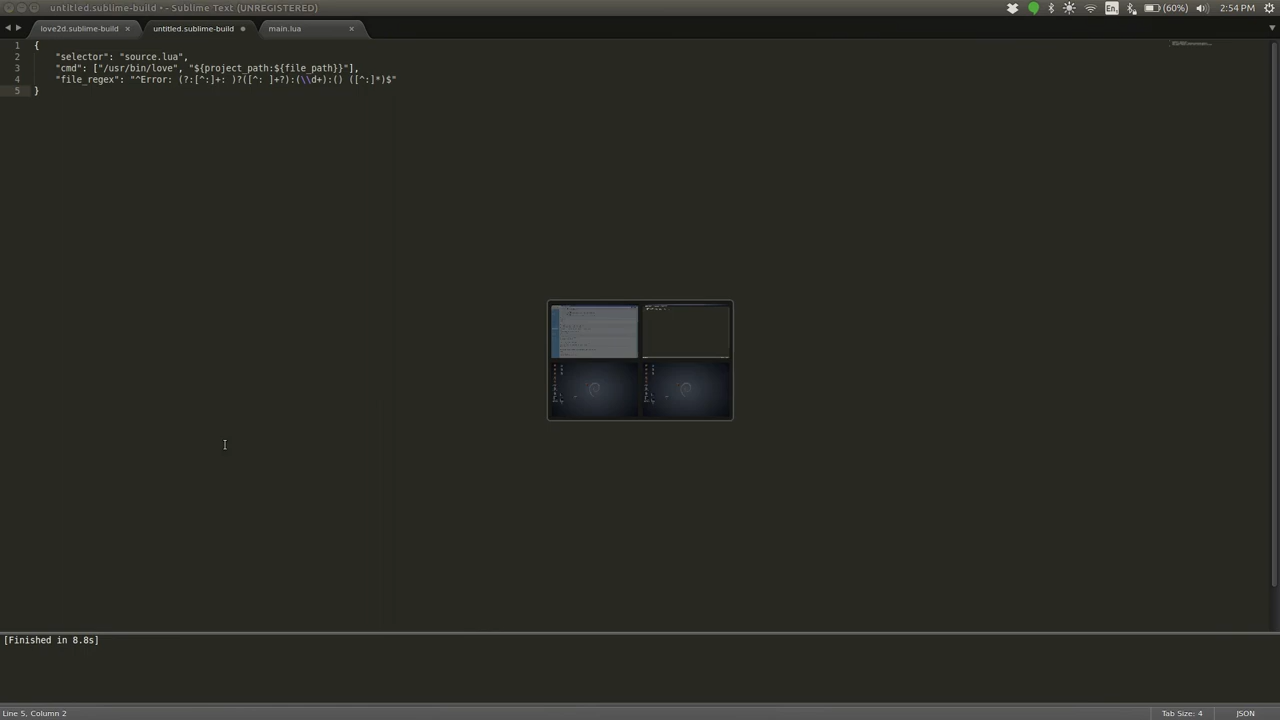 untitled.sublime-build • - Sublime Text (UNREGISTERED)
En
(60%)
2:54 PM
love2d.sublime-build
untitled.sublime-build
main.lua
1 {
2 "selector": "source.lua",
3 "cmd": ["/usr/bin/love", "${project_path:${file_path}}"],
4 "file_regex": "^Error: (?:[^:]+: )?([^: ]+?):(\\d+):() ([^:]*)$"
5 }
[Finished in 8.8s]
Line 5, Column 2
Tab Size: 4
JSON